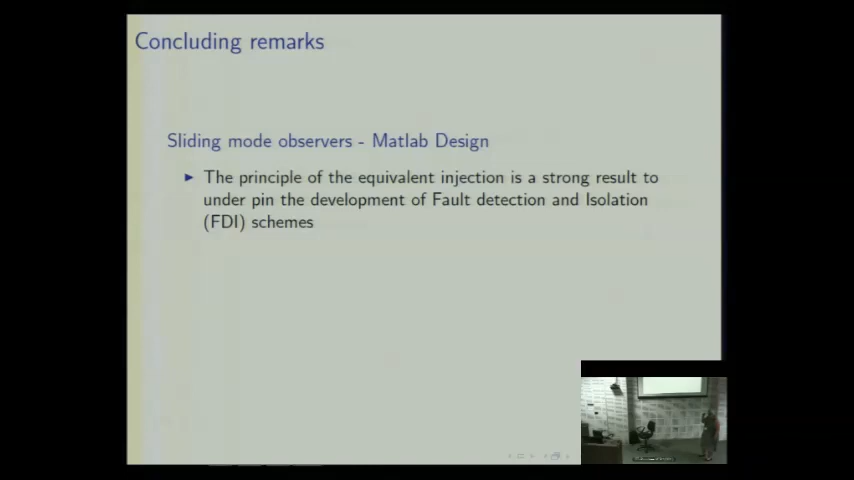 Concluding remarks
Sliding mode observers - Matlab Design
The principle of the equivalent injection is a strong result to
under pin the development of Fault detection and Isolation
(FDI) schemes